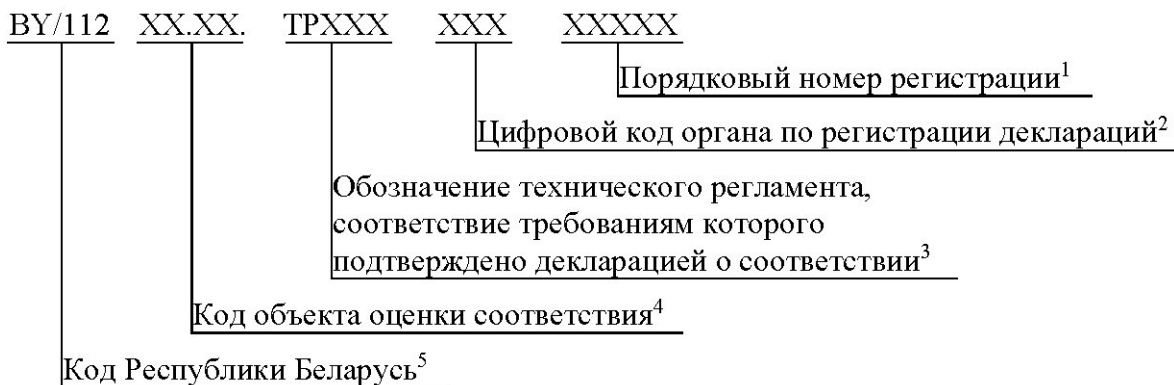 BY/112 XX.XX. ТРXXX XXX XXXXX
Порядковый номер регистрации¹
Цифровой код органа по регистрации деклараций²
Обозначение технического регламента,
соответствие требованиям которого
подтверждено декларацией о соответствии³
Код объекта оценки соответствия⁴
Код Республики Беларусь⁵